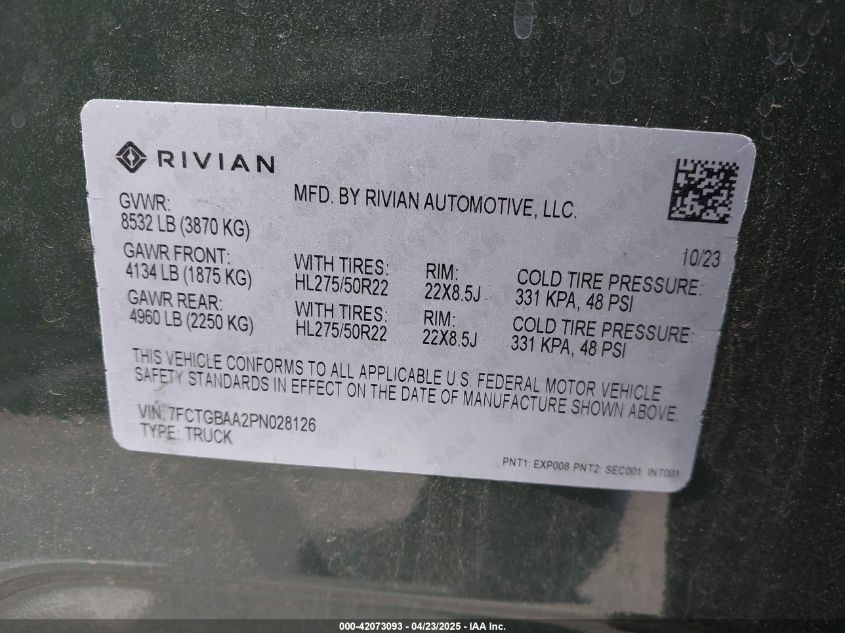 RIVIAN
MFD. BY RIVIAN AUTOMOTIVE, LLC.
GVWR:
8532 LB (3870 KG)
10/23
GAWR FRONT: WITH TIRES: RIM: COLD TIRE PRESSURE:
4134 LB (1875 KG) HL275/50R22 22X8.5J 331 KPA, 48 PSI
GAWR REAR: WITH TIRES: RIM: COLD TIRE PRESSURE:
4960 LB (2250 KG) HL275/50R22 22X8.5J 331 KPA, 48 PSI
THIS VEHICLE CONFORMS TO ALL APPLICABLE U.S. FEDERAL MOTOR VEHICLE
SAFETY STANDARDS IN EFFECT ON THE DATE OF MANUFACTURE SHOWN ABOVE.
VIN: 7FCTGBAA2PN028126
TYPE: TRUCK
PNT1: EXP008 PNT2: SEC001 INT001
000-42073093 - 04/23/2025 - IAA Inc.